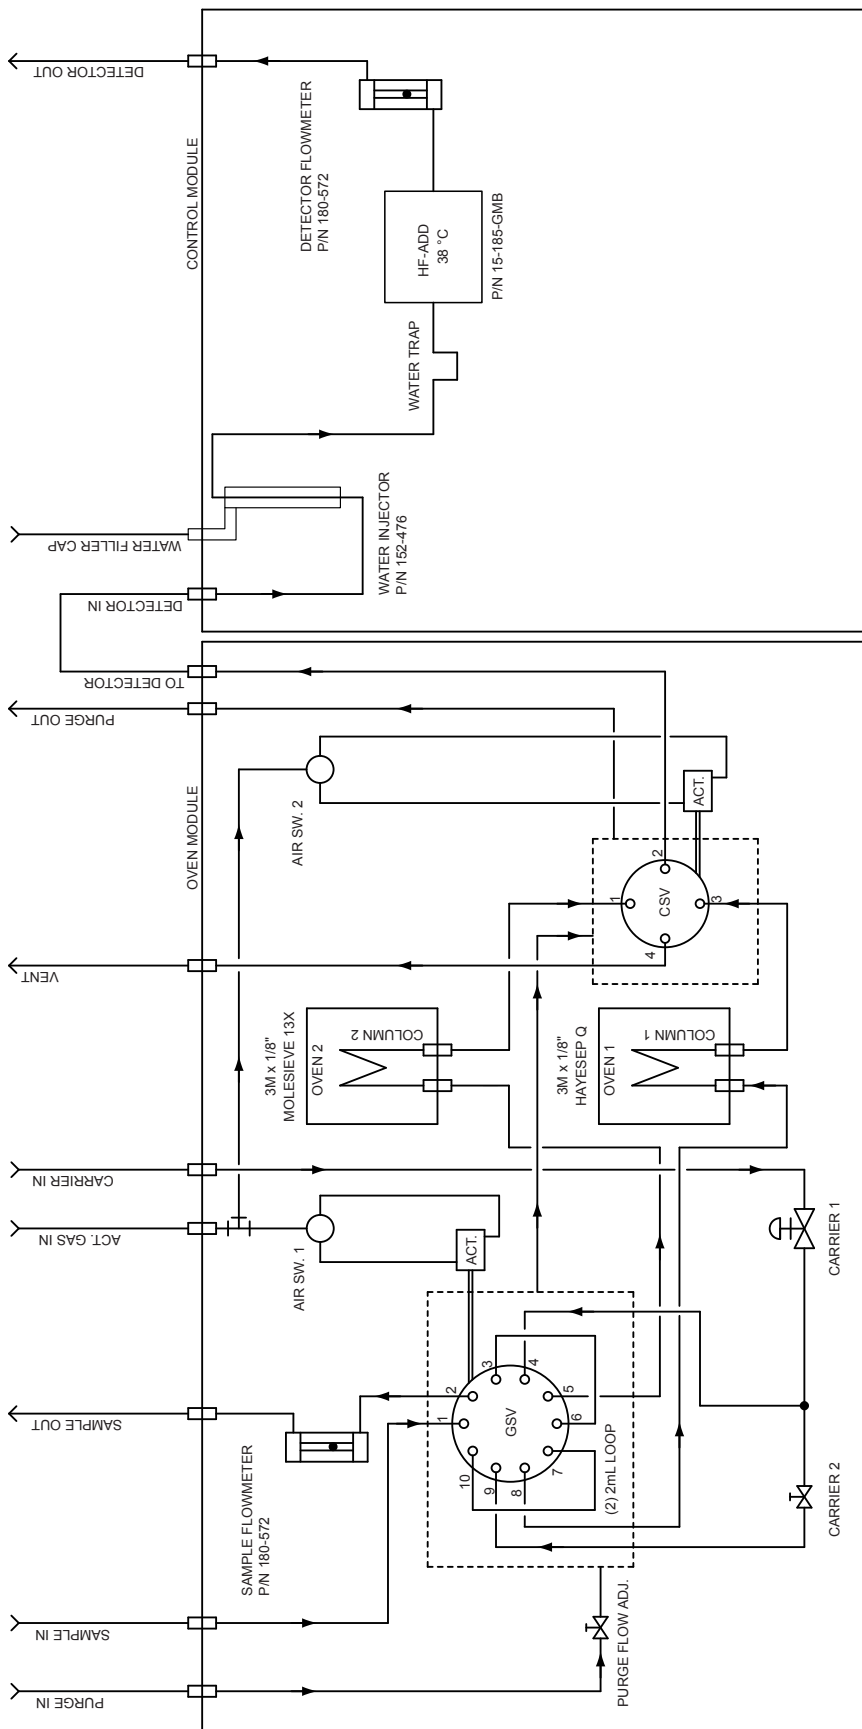 PURGE IN
SAMPLE IN
SAMPLE OUT
ACT. GAS IN
CARRIER IN
VENT
PURGE OUT
TO DETECTOR
DETECTOR IN
WATER FILLER CAP
DETECTOR OUT
OVEN MODULE
CONTROL MODULE
SAMPLE FLOWMETER
P/N 180-572
AIR SW. 1
AIR SW. 2
ACT.
ACT.
GSV
1
2
3
4
5
6
7
8
9
10
(2) 2mL LOOP
PURGE FLOW ADJ.
CARRIER 2
CARRIER 1
3M x 1/8"
MOLESIEVE 13X
OVEN 2
COLUMN 2
3M x 1/8"
HAYESEP Q
OVEN 1
COLUMN 1
CSV
1
2
3
4
WATER INJECTOR
P/N 152-476
WATER TRAP
HF-ADD
38 °C
P/N 15-185-GMB
DETECTOR FLOWMETER
P/N 180-572